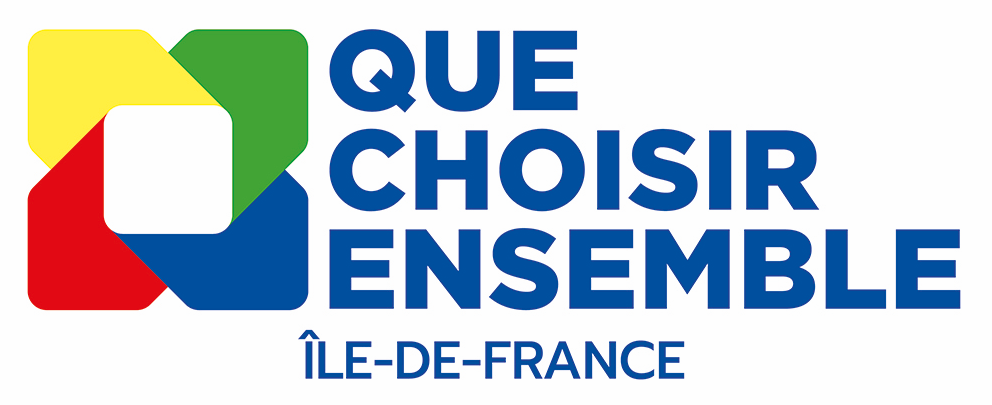 QUE
CHOISIR
ENSEMBLE
ÎLE-DE-FRANCE